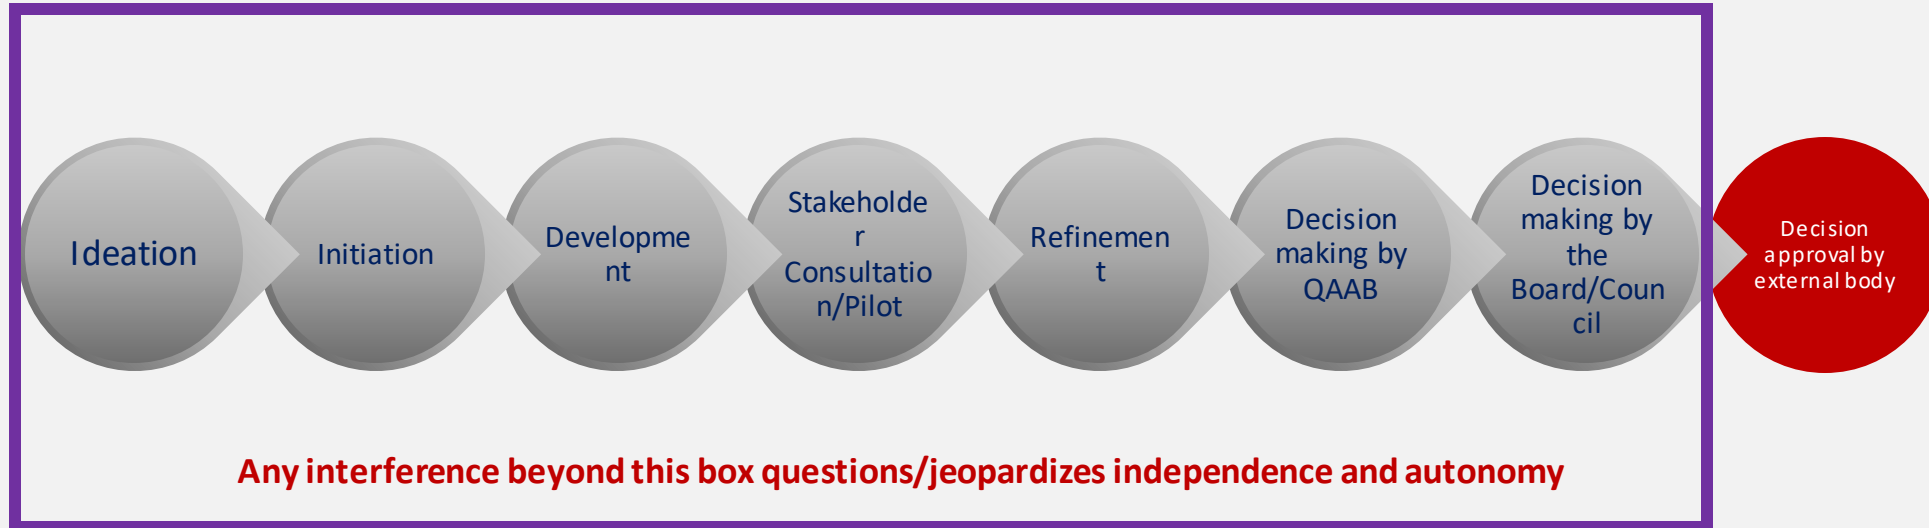 Ideation
Initiation
Developme
nt
Stakeholde
r
Consultatio
n/Pilot
Refinemen
t
Decision
making by
QAAB
Decision
making by
the
Board/Coun
cil
Decision
approval by
external body
Any interference beyond this box questions/jeopardizes independence and autonomy